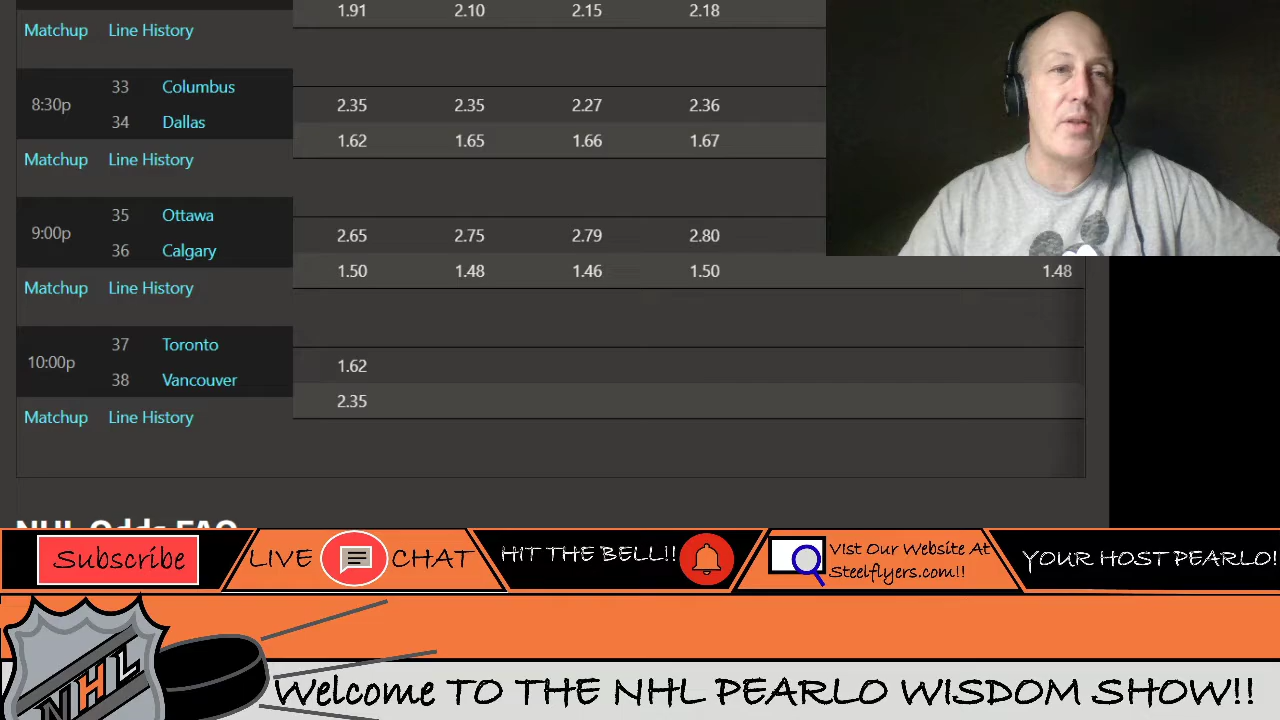 1.91 2.10 2.15 2.18
Matchup Line History
8:30p
33 Columbus 2.35 2.35 2.27 2.36
34 Dallas 1.62 1.65 1.66 1.67
Matchup Line History
9:00p
35 Ottawa 2.65 2.75 2.79 2.80
36 Calgary 1.50 1.48 1.46 1.50 1.48
Matchup Line History
10:00p
37 Toronto 1.62
38 Vancouver 2.35
Matchup Line History
NHL Odds FAQ
Subscribe
LIVE CHAT
HIT THE BELL!!
VIst Our Website At
Steelflyers.com!!
YOUR HOST PEARLO!
NHL
Welcome TO THE NHL PEARLO WISDOM SHOW!!